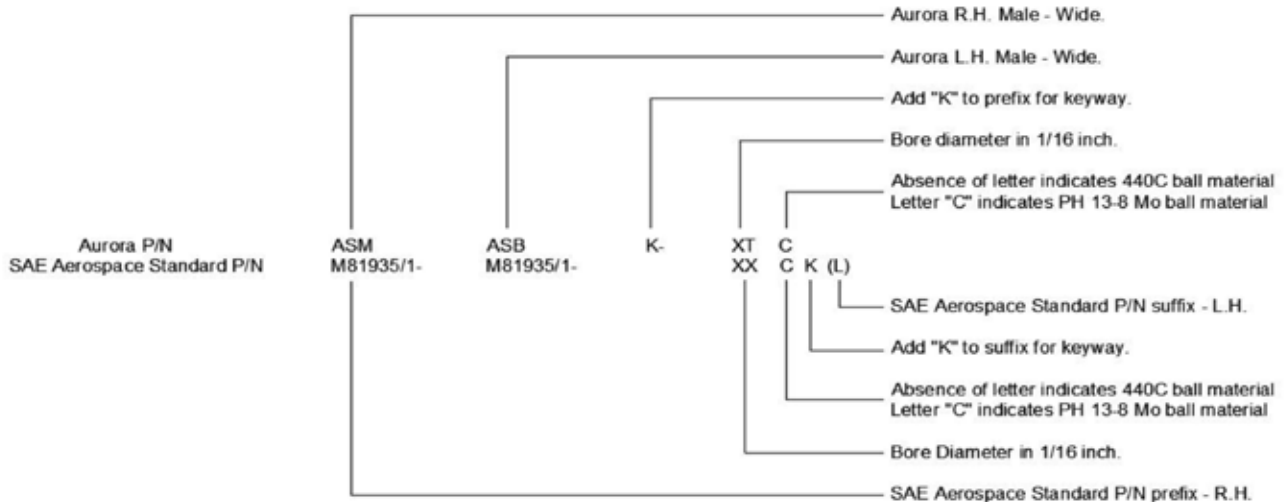 Aurora R.H. Male - Wide.
Aurora L.H. Male - Wide.
Add "K" to prefix for keyway.
Bore diameter in 1/16 inch.
Absence of letter indicates 440C ball material
Letter "C" indicates PH 13-8 Mo ball material
Aurora P/N ASM ASB K- XT C
SAE Aerospace Standard P/N M81935/1- M81935/1- XX C K (L)
SAE Aerospace Standard P/N suffix - L.H.
Add "K" to suffix for keyway.
Absence of letter indicates 440C ball material
Letter "C" indicates PH 13-8 Mo ball material
Bore Diameter in 1/16 inch.
SAE Aerospace Standard P/N prefix - R.H.